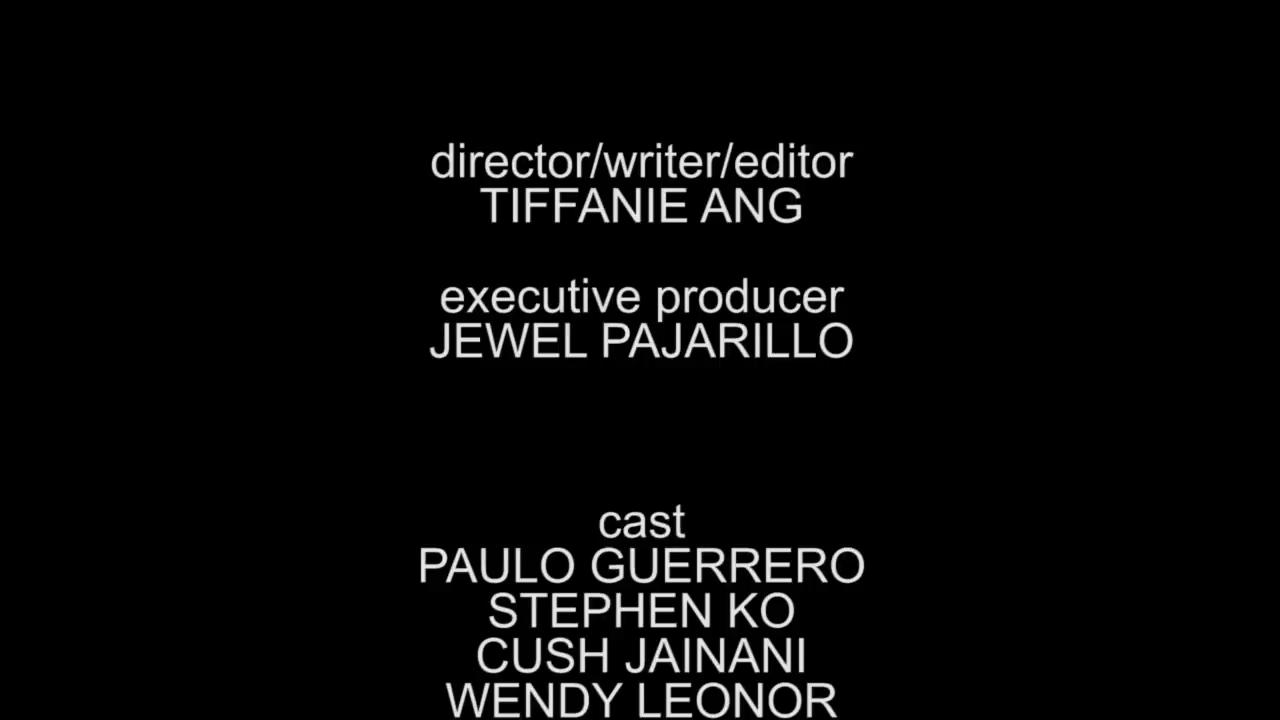 director/writer/editor
TIFFANIE ANG
executive producer
JEWEL PAJARILLO
cast
PAULO GUERRERO
STEPHEN KO
CUSH JAINANI
WENDY LEONOR